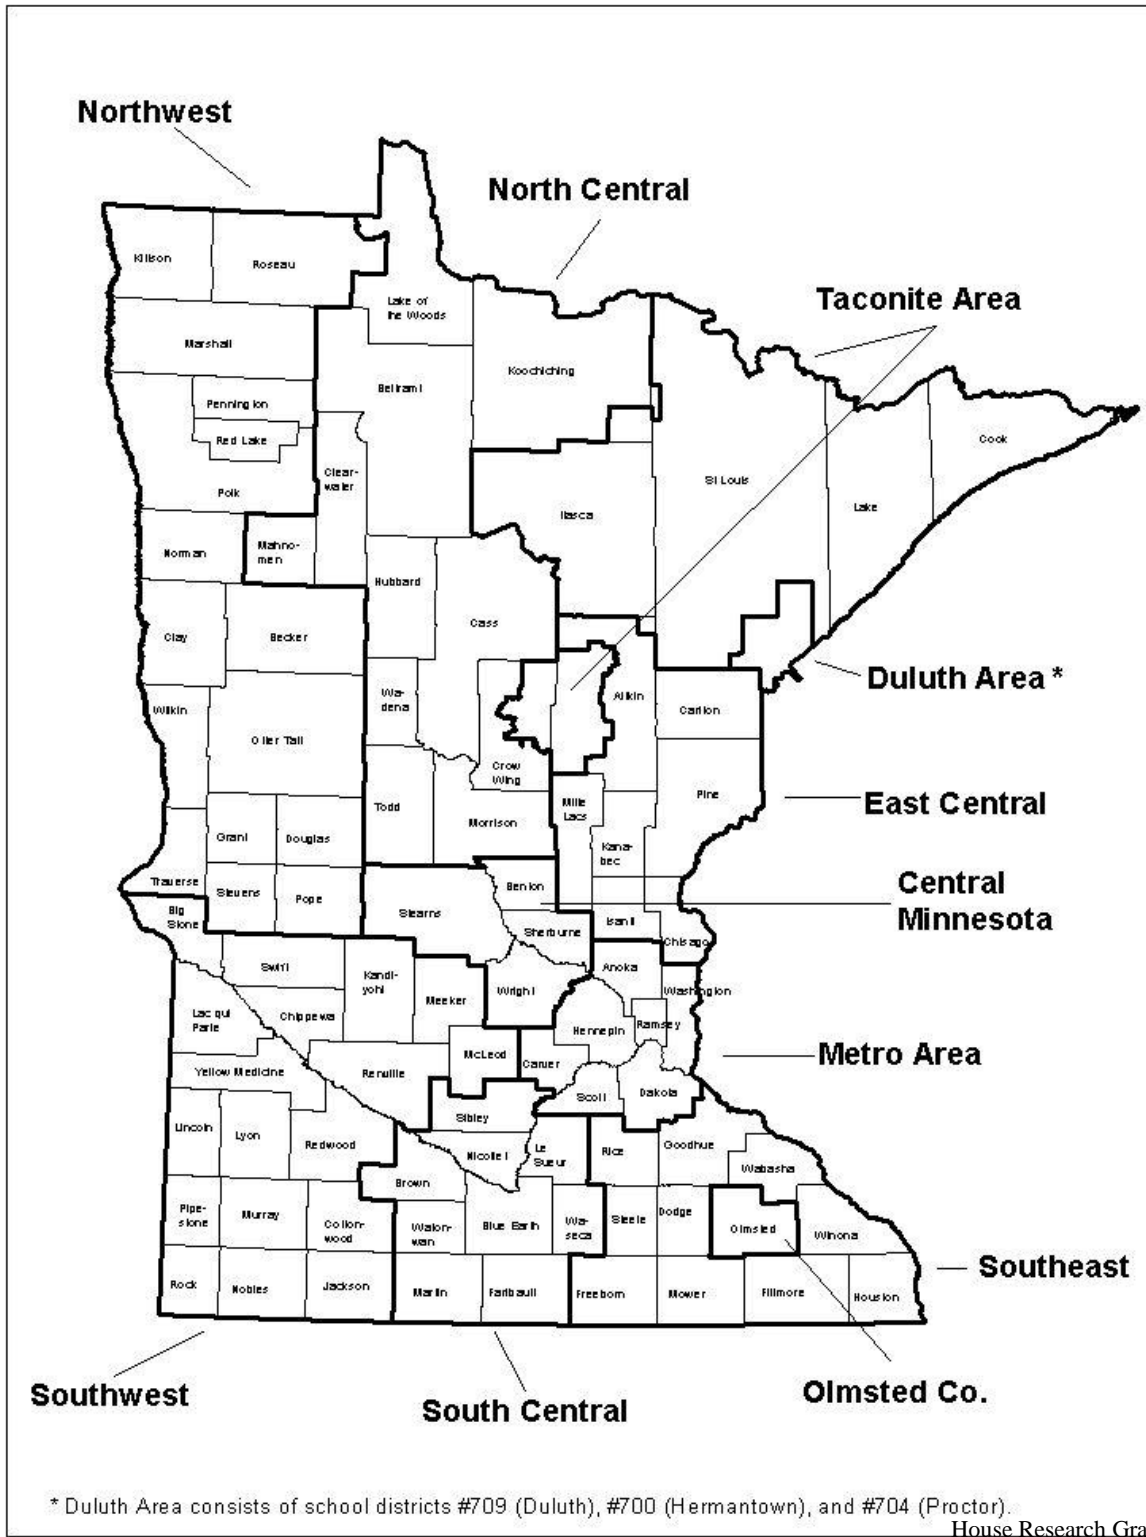 Northwest
North Central
Taconite Area
Kittson
Roseau
Lake of
the Woods
Marshall
Koochiching
Beltrami
Pennington
Red Lake
Cook
Clear-
water
St Louis
Polk
Itasca
Lake
Norman
Mahno-
men
Hubbard
Cass
Clay
Becker
Duluth Area *
Wa-
dena
Aitkin
Carlton
Wilkin
Otter Tail
Crow
Wing
Pine
East Central
Todd
Mille
Lacs
Morrison
Grant
Douglas
Kana-
bec
Traverse
Stevens
Pope
Benton
Central
Minnesota
Big
Stone
Stearns
Sherburne
Isanti
Chisago
Swift
Kandi-
yohi
Anoka
Meeker
Wright
Washington
Lac qui
Parle
Chippewa
Hennepin
Ramsey
McLeod
Carver
Metro Area
Yellow Medicine
Renville
Scott
Dakota
Sibley
Lincoln
Lyon
Redwood
Nicollet
Le
Sueur
Rice
Goodhue
Wabasha
Brown
Pipe-
stone
Murray
Cotton-
wood
Waton-
wan
Blue Earth
Wa-
seca
Steele
Dodge
Olmsted
Winona
Southeast
Rock
Nobles
Jackson
Martin
Faribault
Freeborn
Mower
Fillmore
Houston
Southwest
South Central
Olmsted Co.
* Duluth Area consists of school districts #709 (Duluth), #700 (Hermantown), and #704 (Proctor).
House Research Gra